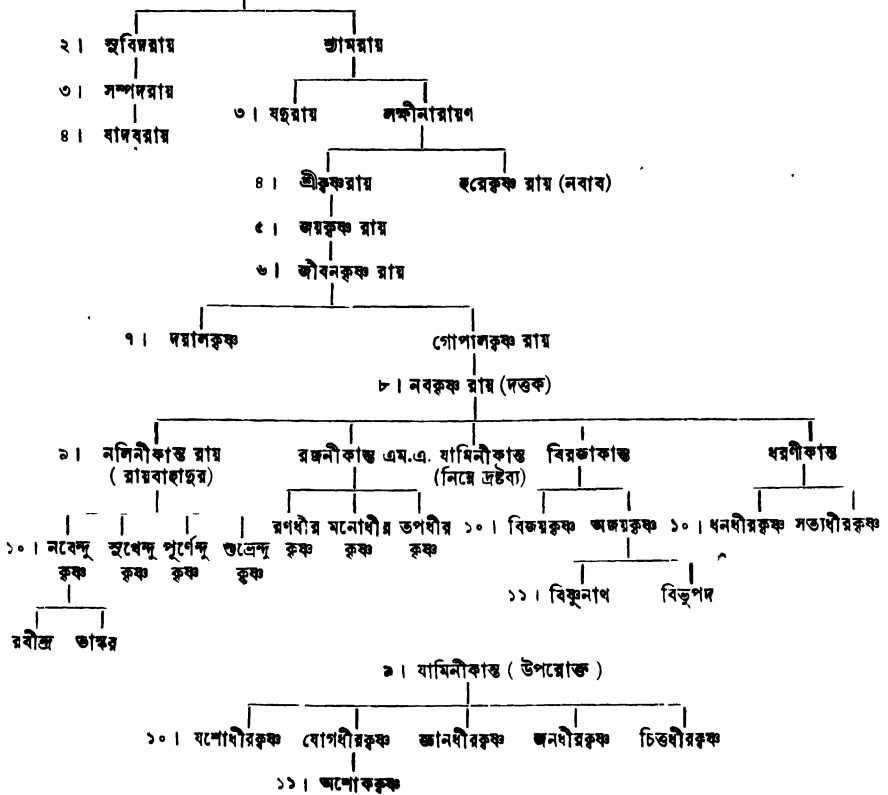 ২। সুবিদরায় শ্যামরায়
৩। সম্পদরায়
৩। যদুরায় লক্ষীনারায়ণ
৪। যাদবরায়
৪। শ্রীকৃষ্ণরায় হরেকৃষ্ণ রায় (নবাব)
৫। জয়কৃষ্ণ রায়
৬। জীবনকৃষ্ণ রায়
৭। দয়ালকৃষ্ণ গোপালকৃষ্ণ রায়
৮। নবকৃষ্ণ রায় (দত্তক)
৯। নলিনীকান্ত রায় রজনীকান্ত এম.এ. যামিনীকান্ত বিরজাকান্ত ধরণীকান্ত
(রায়বাহাদুর) (নিম্নে দ্রষ্টব্য)
রণধীর মনোধীর তপধীর ১০। বিজয়কৃষ্ণ অজয়কৃষ্ণ ১০। ধনধীরকৃষ্ণ সত্যধীরকৃষ্ণ
কৃষ্ণ কৃষ্ণ কৃষ্ণ
১০। নবেন্দু সুখেন্দু পূর্ণেন্দু শুভ্রেন্দু
কৃষ্ণ কৃষ্ণ কৃষ্ণ কৃষ্ণ
১১। বিষ্ণুনাথ বিভূপদ
রবীন্দ্র ভাস্কর
৯। যামিনীকান্ত (উপরোক্ত)
১০। যশোধীরকৃষ্ণ যোগধীরকৃষ্ণ জ্ঞানধীরকৃষ্ণ জনধীরকৃষ্ণ চিত্তধীরকৃষ্ণ
১১। অশোককৃষ্ণ